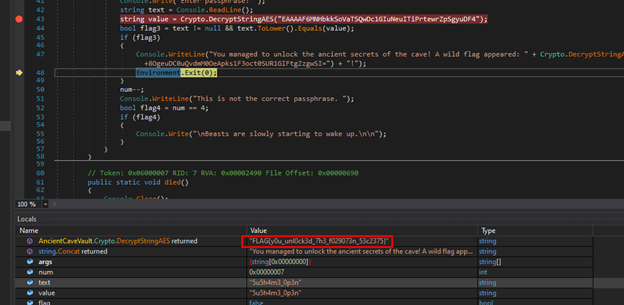 41 Console.Write("Enter passphrase: ");
42 string text = Console.ReadLine();
43 string value = Crypto.DecryptStringAES("EAAAAF6MNHbkkSoVaTSQwDc1GIuNeuITiPrtewrZpSgyuDF4");
44 bool flag3 = text != null && text.ToLower().Equals(value);
45 if (flag3)
46 {
47 Console.WriteLine("You managed to unlock the ancient secrets of the cave! A wild flag appeared: " + Crypto.DecryptStringAES
+8OgeuDC0uQvdmM0OeApks1F3oct0SUR1GIFtgZzgwSI=") + "!");
48 Environment.Exit(0);
49 }
50 num--;
51 Console.WriteLine("This is not the correct passphrase. ");
52 bool flag4 = num == 4;
53 if (flag4)
54 {
55 Console.Write("\nBeasts are slowly starting to wake up.\n\n");
56 }
57 }
58 }
59
60 // Token: 0x06000007 RID: 7 RVA: 0x00002490 File Offset: 0x00000690
61 public static void died()
62 {
100 %
Locals
Name Value Type
AncientCaveVault.Crypto.DecryptStringAES returned "FLAG{y0u_unl0ck3d_7h3_f029073n_53c2375}" string
string.Concat returned "You managed to unlock the ancient secrets of the cave! A wild flag app... string
args string[0x00000000] string[]
num 0x00000007 int
text "5u5h4m3_0p3n" string
value "5u5h4m3_0p3n" string
flag false bool